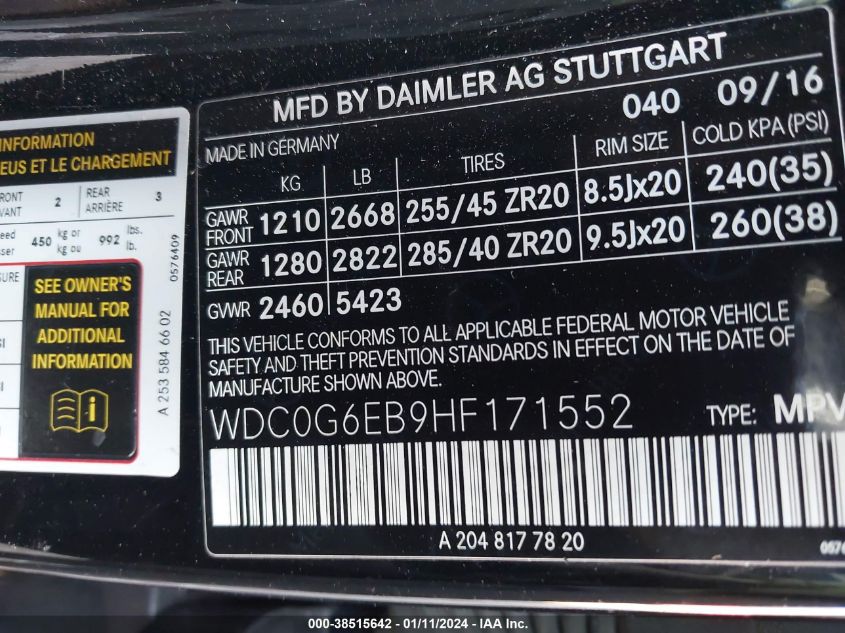 INFORMATION
EUS ET LE CHARGEMENT
FRONT
VANT 2 REAR
ARRIÈRE 3
450 kg or
kg ou 992 lbs.
lb.
0576409
SEE OWNER'S
MANUAL FOR
ADDITIONAL
INFORMATION
A 253 584 66 02
MFD BY DAIMLER AG STUTTGART
040 09/16
MADE IN GERMANY
KG LB TIRES RIM SIZE COLD KPA (PSI)
GAWR
FRONT 1210 2668 255/45 ZR20 8.5Jx20 240(35)
GAWR
REAR 1280 2822 285/40 ZR20 9.5Jx20 260(38)
GVWR 2460 5423
THIS VEHICLE CONFORMS TO ALL APPLICABLE FEDERAL MOTOR VEHICLE
SAFETY AND THEFT PREVENTION STANDARDS IN EFFECT ON THE DATE OF
MANUFACTURE SHOWN ABOVE.
WDC0G6EB9HF171552 TYPE: MPV
A 204 817 78 20
0576
000-38515642 - 01/11/2024 - IAA Inc.